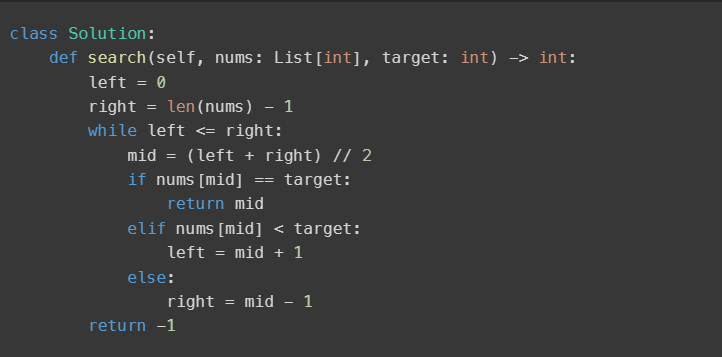 class Solution:
    def search(self, nums: List[int], target: int) -> int:
        left = 0
        right = len(nums) - 1
        while left <= right:
            mid = (left + right) // 2
            if nums[mid] == target:
                return mid
            elif nums[mid] < target:
                left = mid + 1
            else:
                right = mid - 1
        return -1